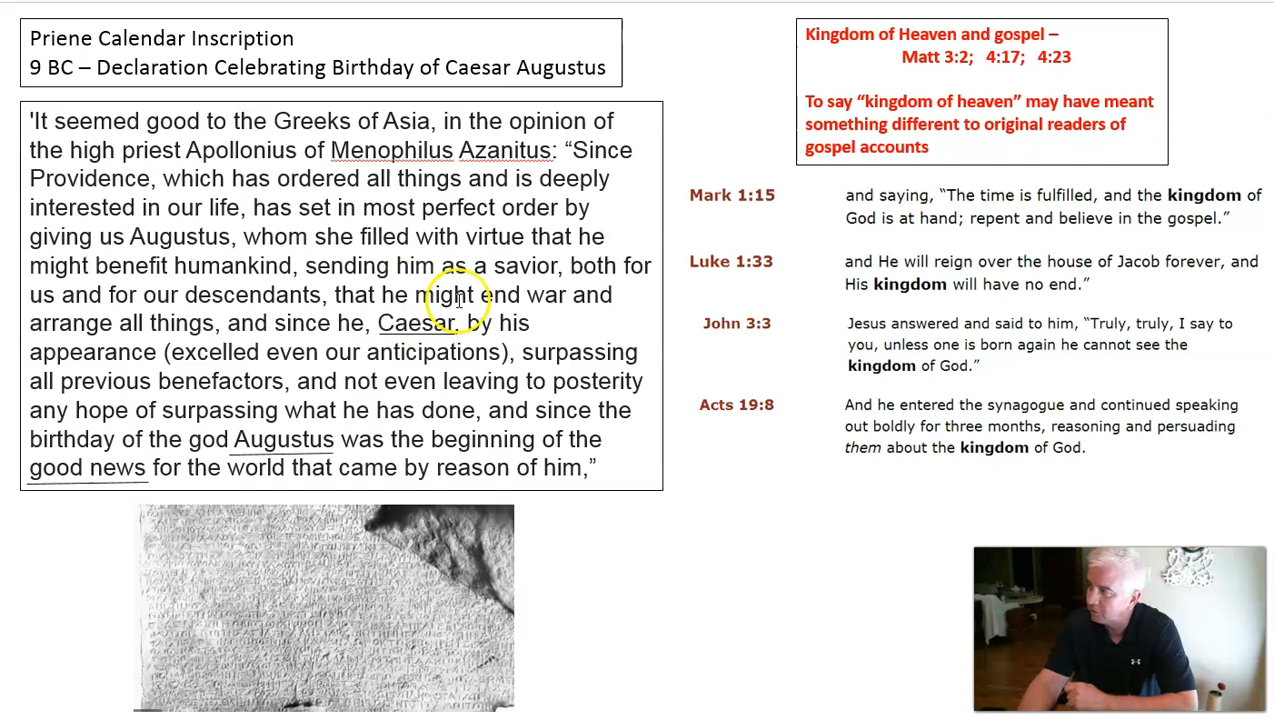 Priene Calendar Inscription
9 BC – Declaration Celebrating Birthday of Caesar Augustus
'It seemed good to the Greeks of Asia, in the opinion of
the high priest Apollonius of Menophilus Azanitus: “Since
Providence, which has ordered all things and is deeply
interested in our life, has set in most perfect order by
giving us Augustus, whom she filled with virtue that he
might benefit humankind, sending him as a savior, both for
us and for our descendants, that he might end war and
arrange all things, and since he, Caesar, by his
appearance (excelled even our anticipations), surpassing
all previous benefactors, and not even leaving to posterity
any hope of surpassing what he has done, and since the
birthday of the god Augustus was the beginning of the
good news for the world that came by reason of him,”
Kingdom of Heaven and gospel –
Matt 3:2; 4:17; 4:23
To say “kingdom of heaven” may have meant
something different to original readers of
gospel accounts
Mark 1:15 and saying, “The time is fulfilled, and the kingdom of
God is at hand; repent and believe in the gospel.”
Luke 1:33 and He will reign over the house of Jacob forever, and
His kingdom will have no end.”
John 3:3 Jesus answered and said to him, “Truly, truly, I say to
you, unless one is born again he cannot see the
kingdom of God.”
Acts 19:8 And he entered the synagogue and continued speaking
out boldly for three months, reasoning and persuading
them about the kingdom of God.